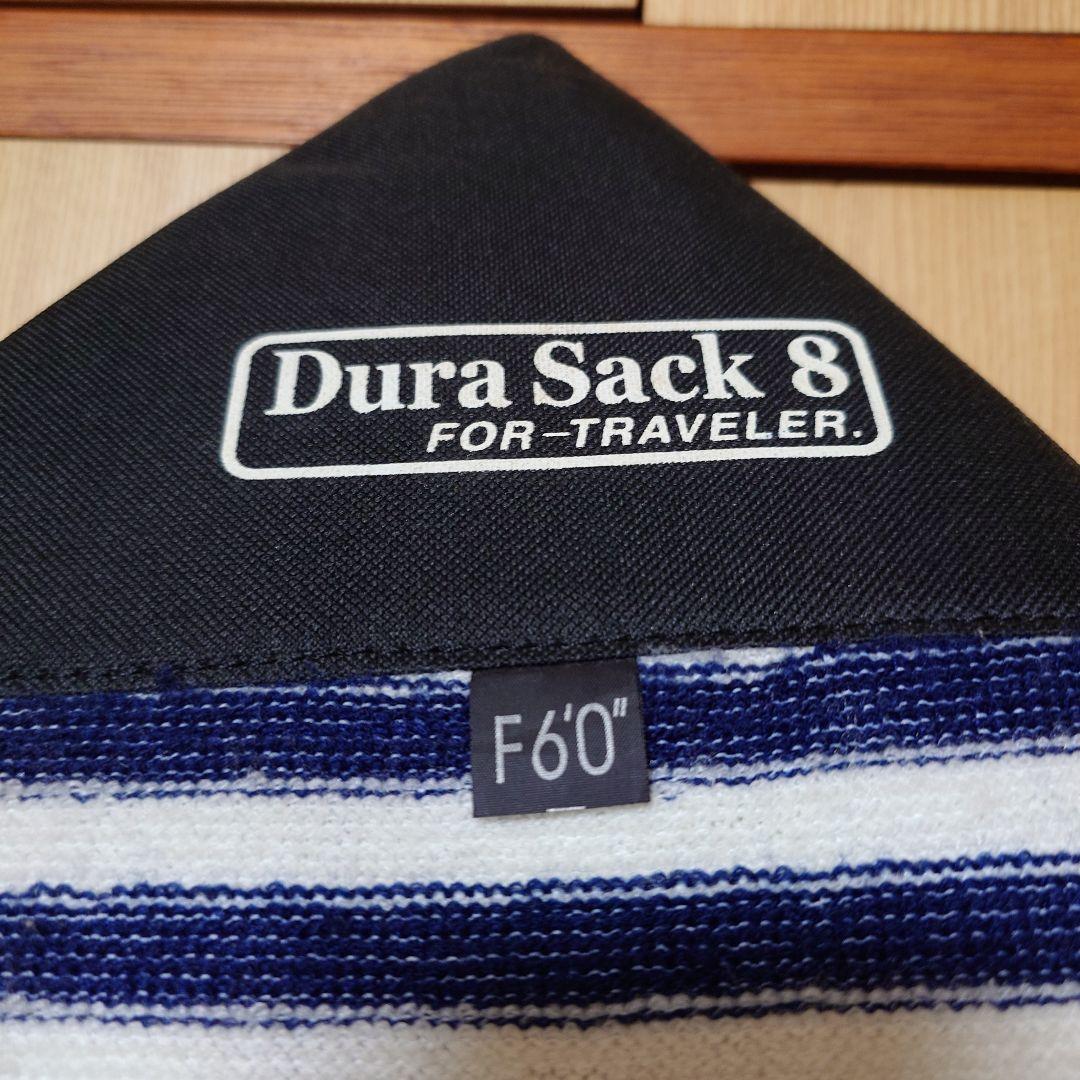 Dura Sack 8
FOR-TRAVELER.
F6'0"